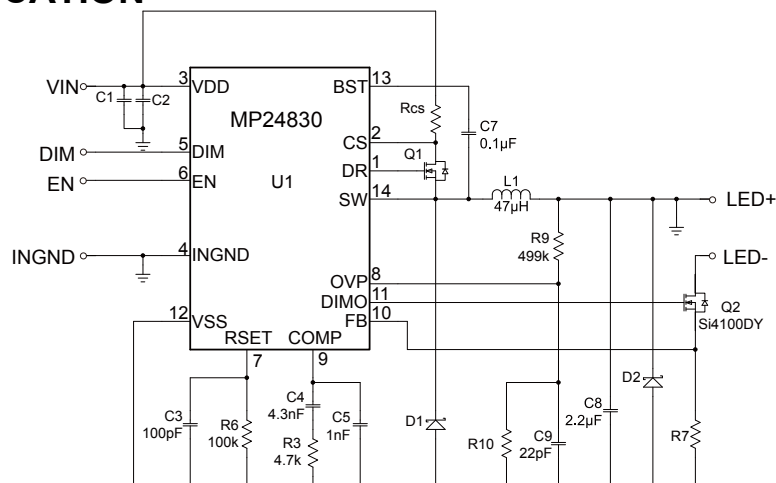 VIN
C1
C2
3
VDD
MP24830
BST
13
Rcs
C7
0.1µF
DIM
5
DIM
CS
2
EN
6
EN
U1
DR
1
Q1
SW
14
L1
47µH
LED+
R9
499k
INGND
4
INGND
LED-
OVP
8
DIMO
11
Q2
Si4100DY
12
VSS
FB
10
RSET
COMP
7
9
C3
100pF
R6
100k
C4
4.3nF
R3
4.7k
C5
1nF
D1
R10
C9
22pF
C8
2.2µF
D2
R7